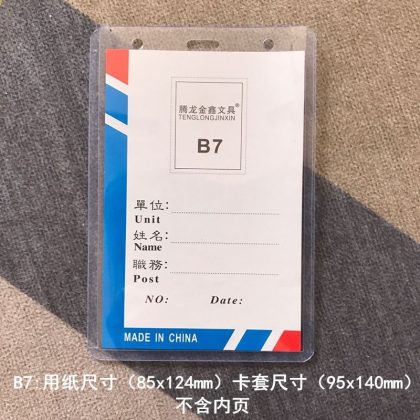 腾龙金鑫文具®
TENGLONGJINXIN
B7
單位:
Unit
姓名:
Name
職務:
Post
NO: Date:
MADE IN CHINA
B7:用纸尺寸(85x124mm)卡套尺寸(95x140mm)
不含内页